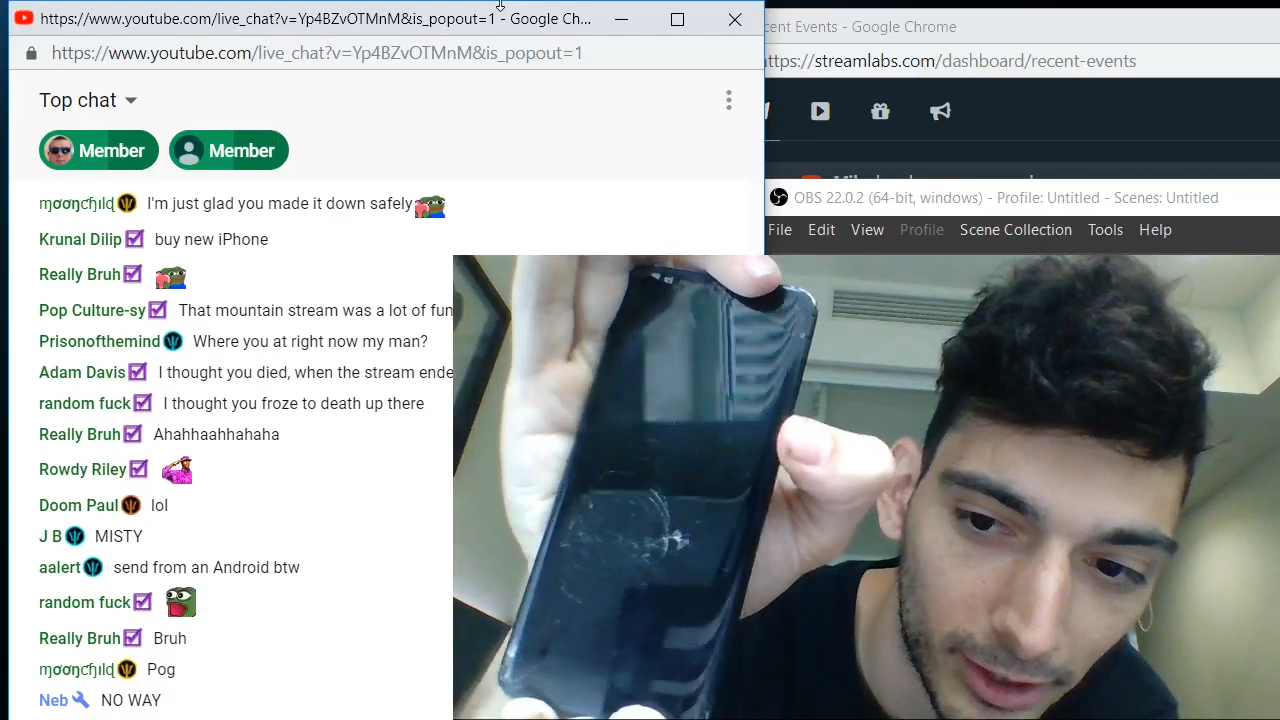 https://www.youtube.com/live_chat?v=Yp4BZvOTMnM&is_popout=1 - Google Ch...
https://www.youtube.com/live_chat?v=Yp4BZvOTMnM&is_popout=1
Top chat
Member Member
I'm just glad you made it down safely
Krunal Dilip buy new iPhone
Really Bruh
Pop Culture-sy That mountain stream was a lot of fun
Prisonofthemind Where you at right now my man?
Adam Davis I thought you died, when the stream ende
random fuck I thought you froze to death up there
Really Bruh Ahahhaahhahaha
Rowdy Riley
Doom Paul lol
J B MISTY
aalert send from an Android btw
random fuck
Really Bruh Bruh
Pog
Neb NO WAY
cent Events - Google Chrome
ttps://streamlabs.com/dashboard/recent-events
OBS 22.0.2 (64-bit, windows) - Profile: Untitled - Scenes: Untitled
File Edit View Profile Scene Collection Tools Help